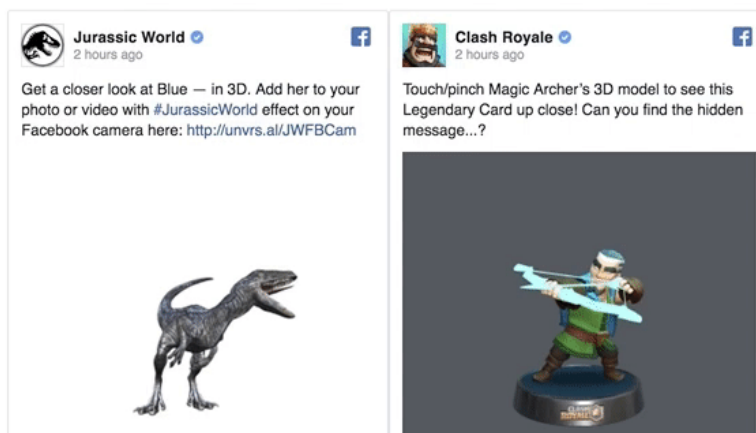 Jurassic World
2 hours ago
Get a closer look at Blue — in 3D. Add her to your
photo or video with #JurassicWorld effect on your
Facebook camera here: http://unvrs.al/JWFBCam
Clash Royale
2 hours ago
Touch/pinch Magic Archer's 3D model to see this
Legendary Card up close! Can you find the hidden
message...?
CLASH
ROYALE